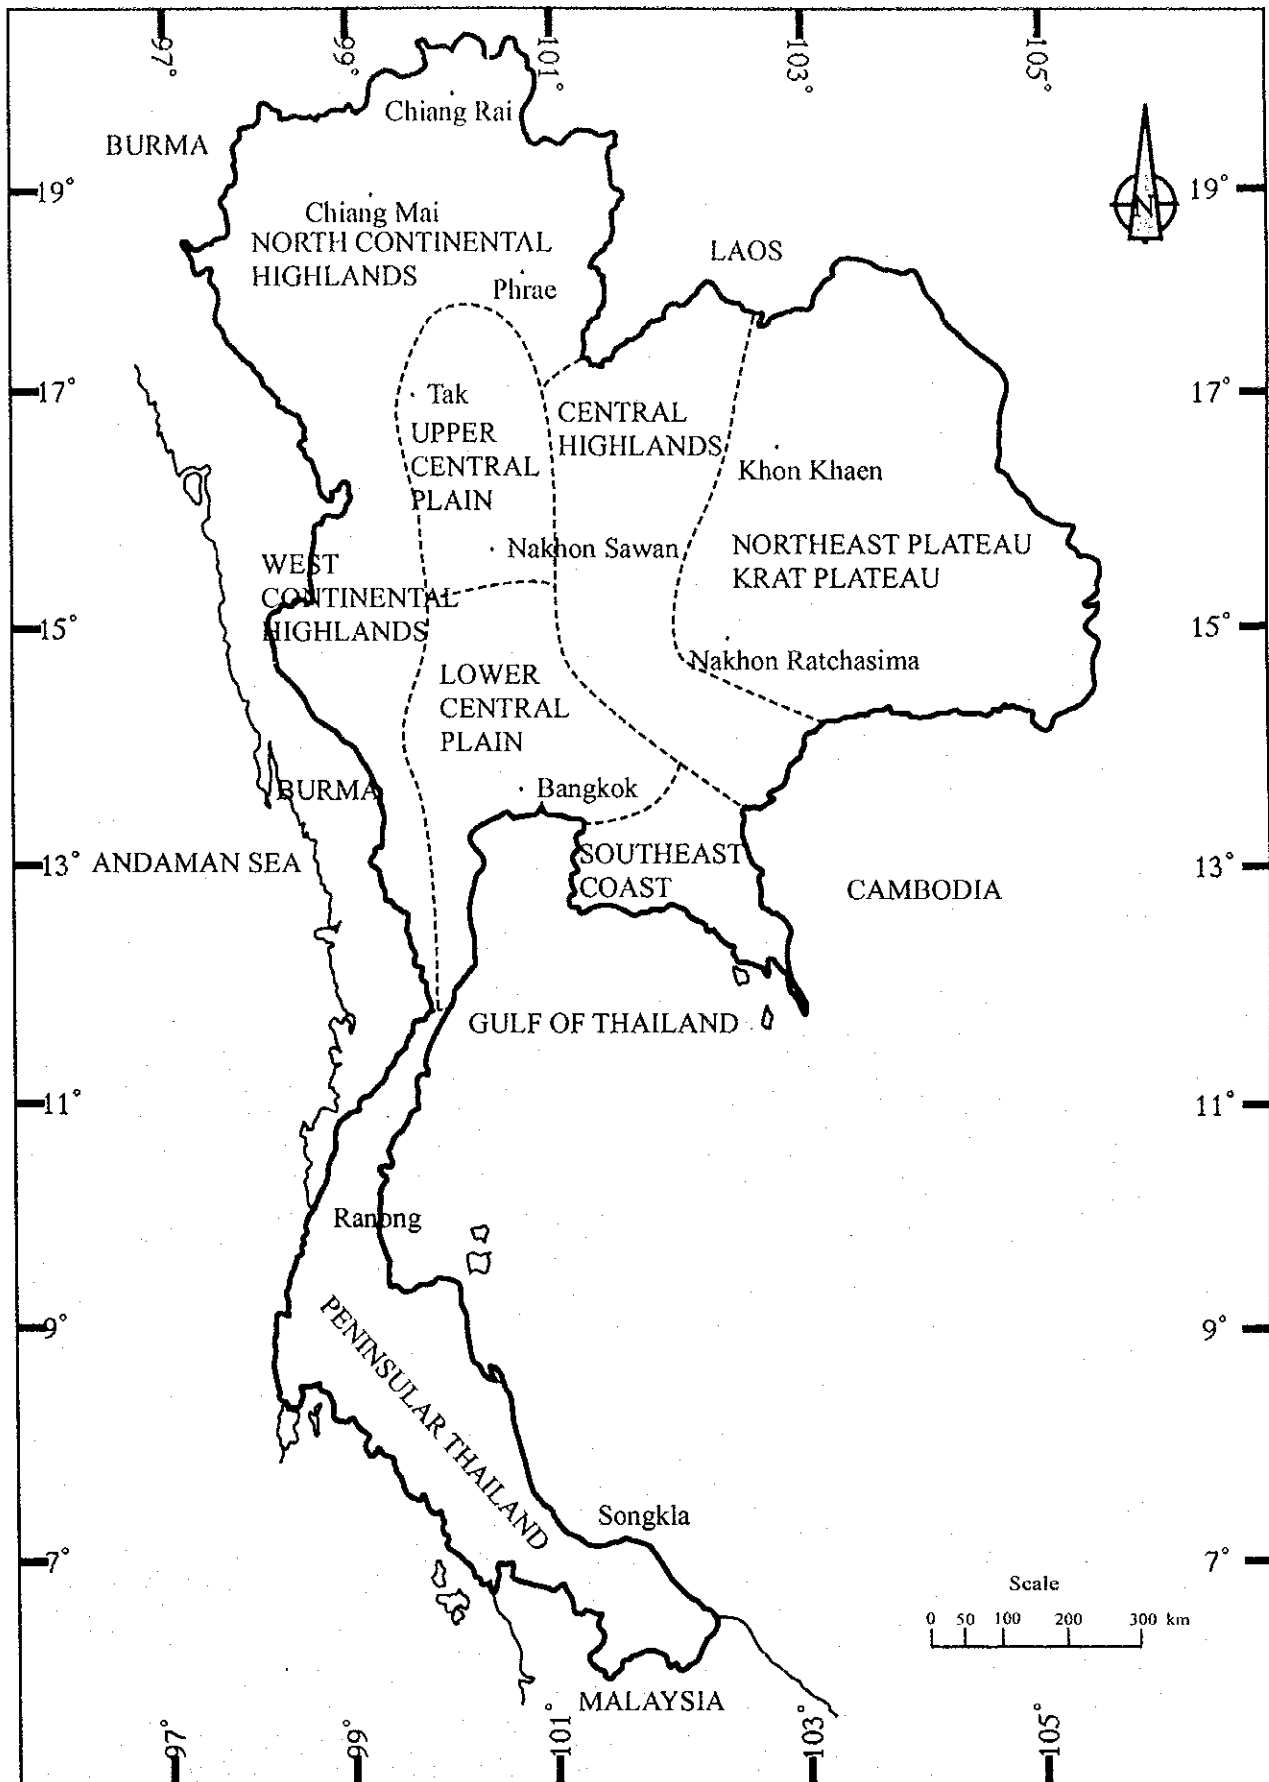 97°
99°
101°
103°
105°
Chiang Rai
BURMA
19°
19°
N
Chiang Mai
NORTH CONTINENTAL
HIGHLANDS
LAOS
Phrae
17°
17°
Tak
UPPER
CENTRAL
PLAIN
CENTRAL
HIGHLANDS
Khon Khaen
Nakhon Sawan
NORTHEAST PLATEAU
KRAT PLATEAU
WEST
CONTINENTAL
HIGHLANDS
15°
15°
Nakhon Ratchasima
LOWER
CENTRAL
PLAIN
BURMA
Bangkok
ANDAMAN SEA
13°
13°
SOUTHEAST
COAST
CAMBODIA
GULF OF THAILAND
11°
11°
Ranong
9°
9°
PENINSULAR THAILAND
Songkla
7°
7°
Scale
0 50 100 200 300 km
MALAYSIA
97°
99°
101°
103°
105°